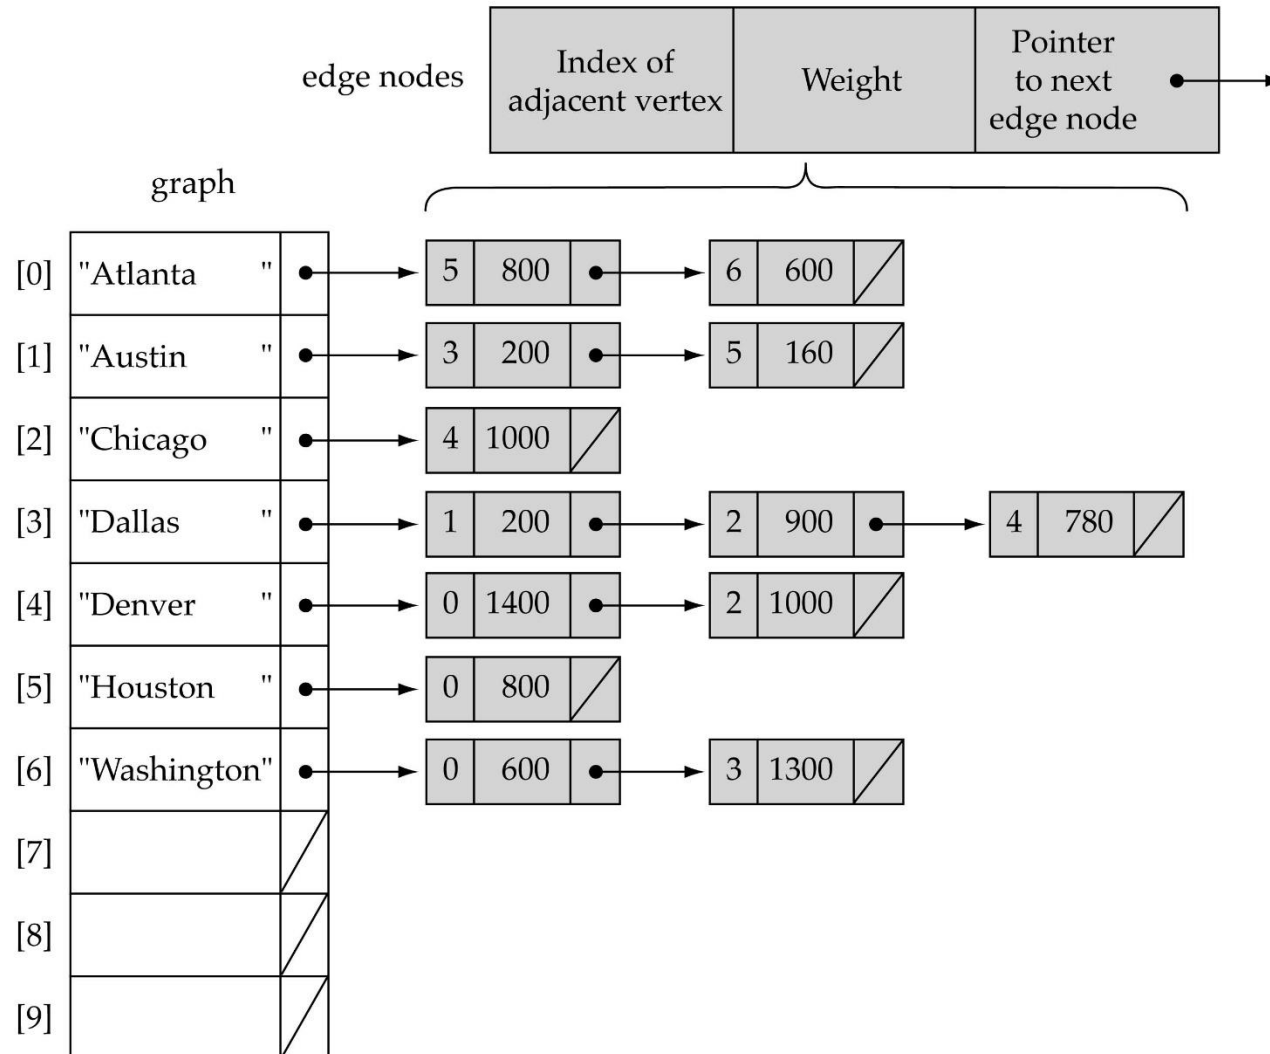 edge nodes
Index of
adjacent vertex
Weight
Pointer
to next
edge node
graph
[0] "Atlanta " 5 800 6 600
[1] "Austin " 3 200 5 160
[2] "Chicago " 4 1000
[3] "Dallas " 1 200 2 900 4 780
[4] "Denver " 0 1400 2 1000
[5] "Houston " 0 800
[6] "Washington" 0 600 3 1300
[7]
[8]
[9]